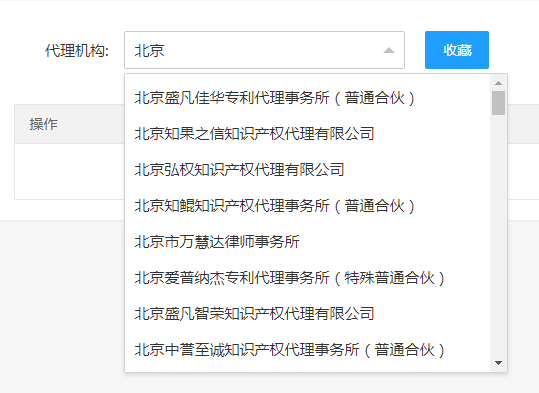 代理机构: 北京 收藏
北京盛凡佳华专利代理事务所（普通合伙）
操作
北京知果之信知识产权代理有限公司
北京弘权知识产权代理有限公司
北京知鲲知识产权代理事务所（普通合伙）
北京市万慧达律师事务所
北京爱普纳杰专利代理事务所（特殊普通合伙）
北京盛凡智荣知识产权代理有限公司
北京中誉至诚知识产权代理事务所（普通合伙）